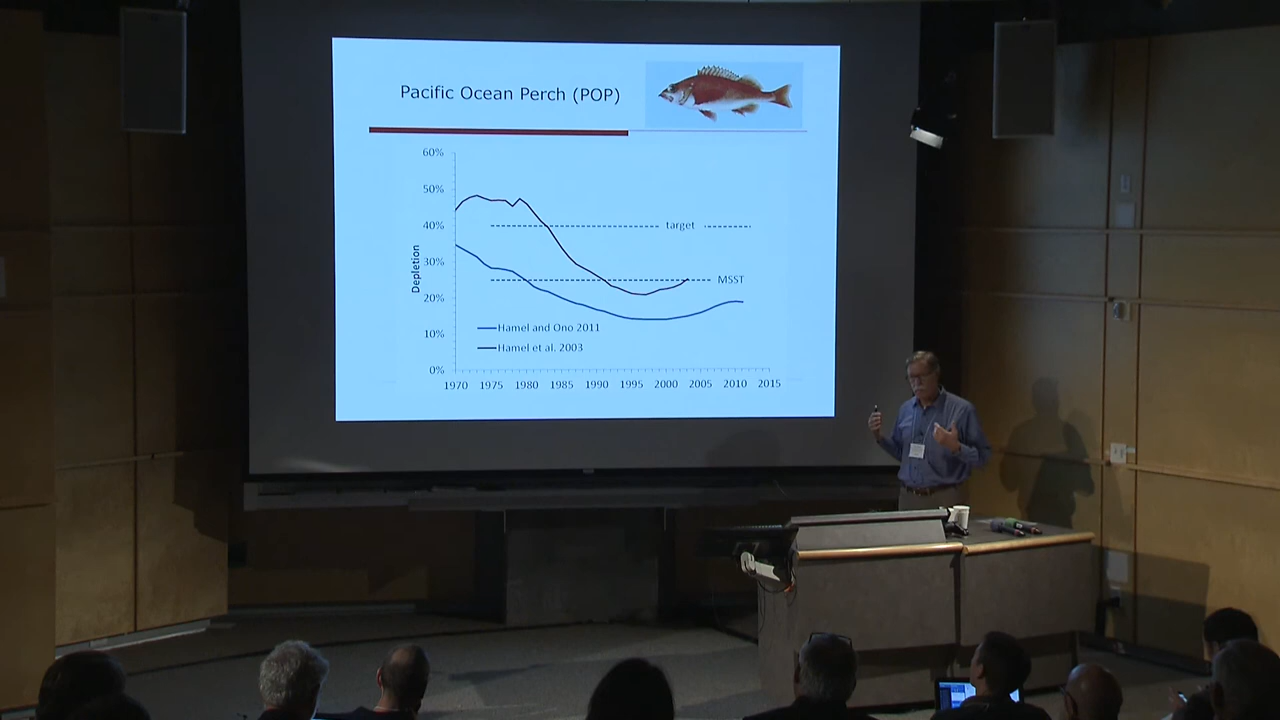 Pacific Ocean Perch (POP)
60%
50%
40%
30%
20%
10%
0%
Depletion
target
MSST
Hamel and Ono 2011
Hamel et al. 2003
1970 1975 1980 1985 1990 1995 2000 2005 2010 2015